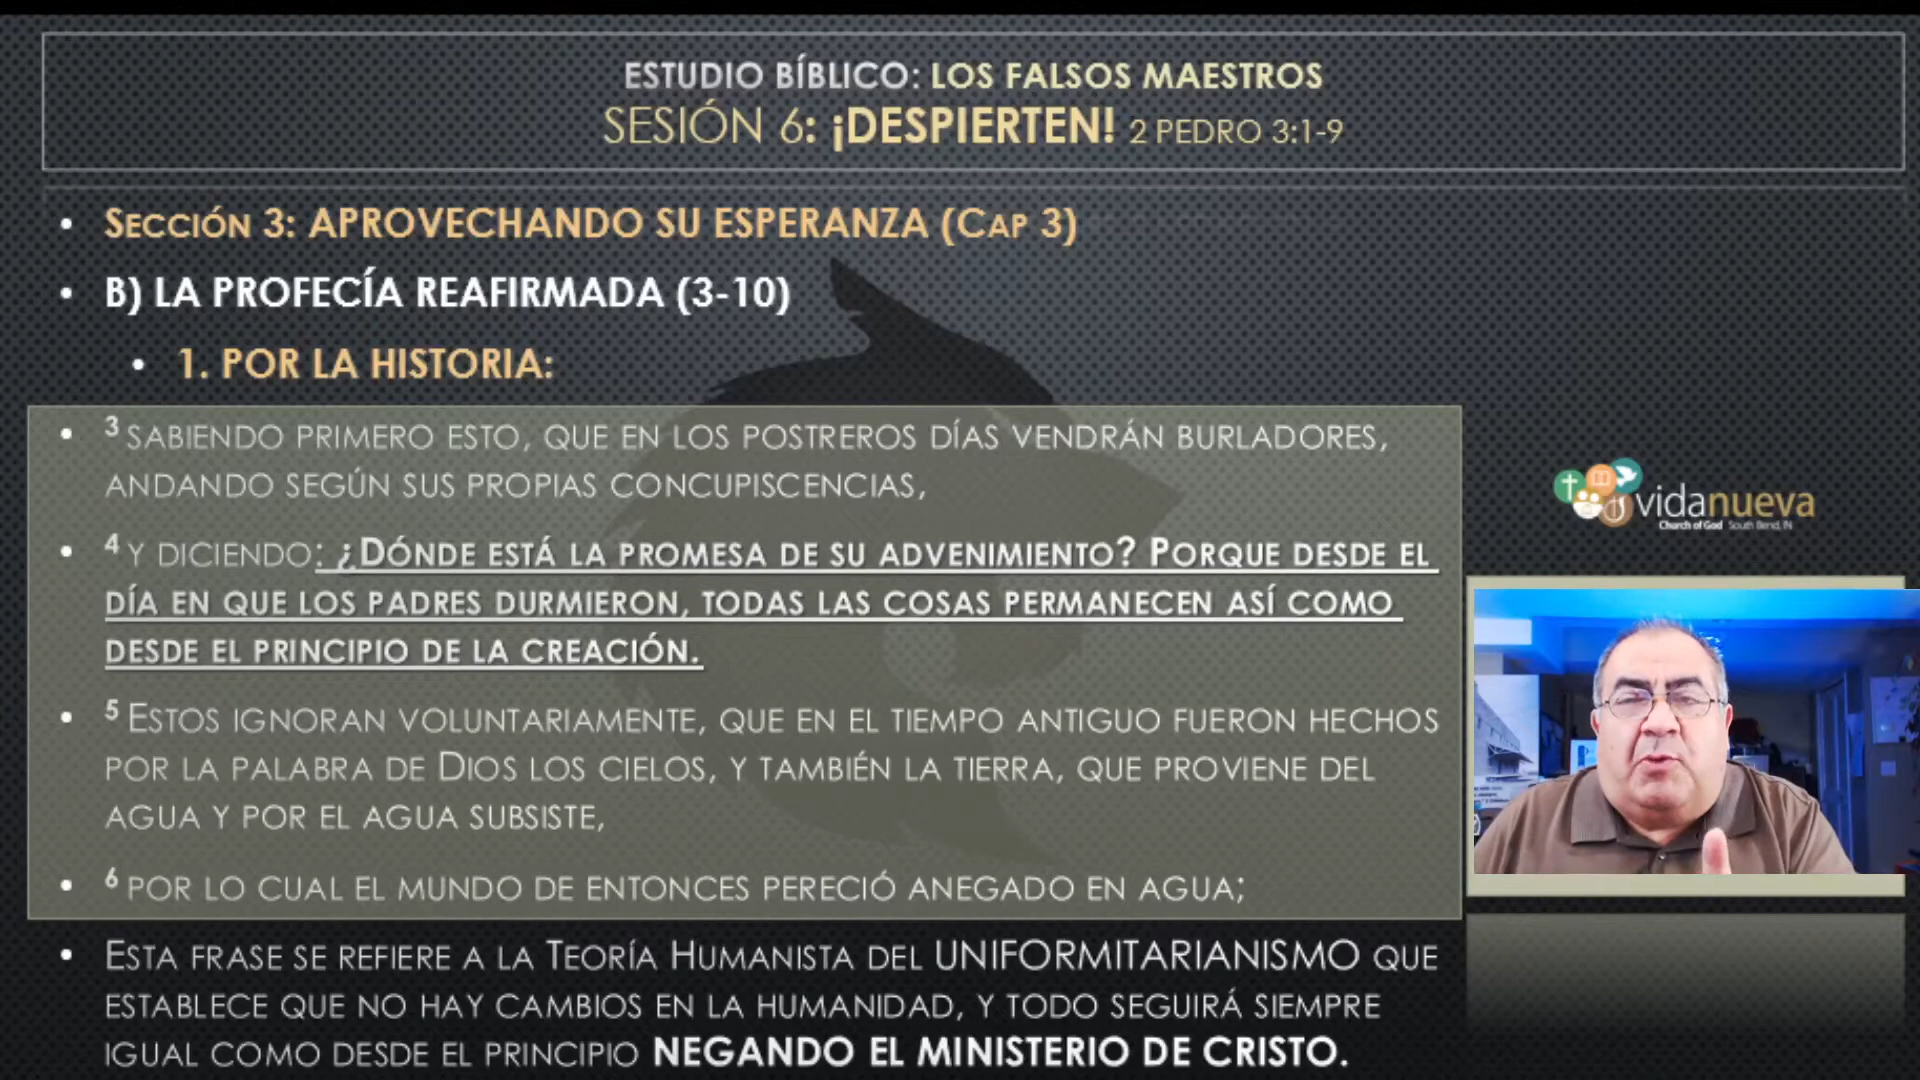 ESTUDIO BÍBLICO: LOS FALSOS MAESTROS
SESIÓN 6: ¡DESPIERTEN! 2 PEDRO 3:1-9
• SECCIÓN 3: APROVECHANDO SU ESPERANZA (CAP 3)
• B) LA PROFECÍA REAFIRMADA (3-10)
• 1. POR LA HISTORIA:
• 3 SABIENDO PRIMERO ESTO, QUE EN LOS POSTREROS DÍAS VENDRÁN BURLADORES,
ANDANDO SEGÚN SUS PROPIAS CONCUPISCENCIAS,
• 4 Y DICIENDO: ¿DÓNDE ESTÁ LA PROMESA DE SU ADVENIMIENTO? PORQUE DESDE EL
DÍA EN QUE LOS PADRES DURMIERON, TODAS LAS COSAS PERMANECEN ASÍ COMO
DESDE EL PRINCIPIO DE LA CREACIÓN.
• 5 ESTOS IGNORAN VOLUNTARIAMENTE, QUE EN EL TIEMPO ANTIGUO FUERON HECHOS
POR LA PALABRA DE DIOS LOS CIELOS, Y TAMBIÉN LA TIERRA, QUE PROVIENE DEL
AGUA Y POR EL AGUA SUBSISTE,
• 6 POR LO CUAL EL MUNDO DE ENTONCES PERECIÓ ANEGADO EN AGUA;
• ESTA FRASE SE REFIERE A LA TEORÍA HUMANISTA DEL UNIFORMITARIANISMO QUE
ESTABLECE QUE NO HAY CAMBIOS EN LA HUMANIDAD, Y TODO SEGUIRÁ SIEMPRE
IGUAL COMO DESDE EL PRINCIPIO NEGANDO EL MINISTERIO DE CRISTO.
vidanueva
Church of God South Bend, IN